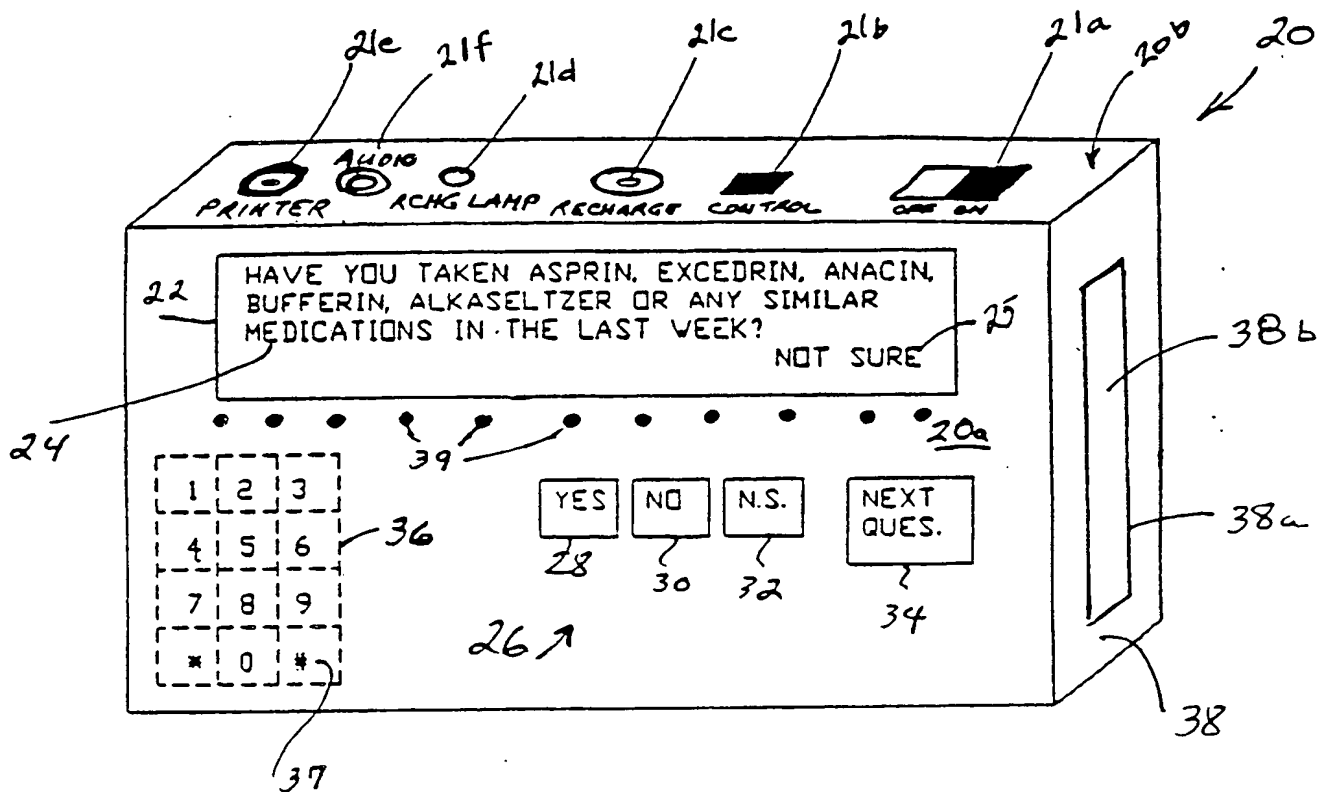 21e 21f 21d 21c 21b 21a 20b 20
AUDIO
PRINTER RCHG LAMP RECHARGE CONTROL OFF ON
HAVE YOU TAKEN ASPRIN, EXCEDRIN, ANACIN,
BUFFERIN, ALKASELTZER OR ANY SIMILAR
MEDICATIONS IN THE LAST WEEK?
NOT SURE
22
25
38b
24
39
20a
1 2 3
4 5 6
7 8 9
* 0 #
36
YES NO N.S. NEXT
QUES.
28 30 32 34
38a
26
37
38